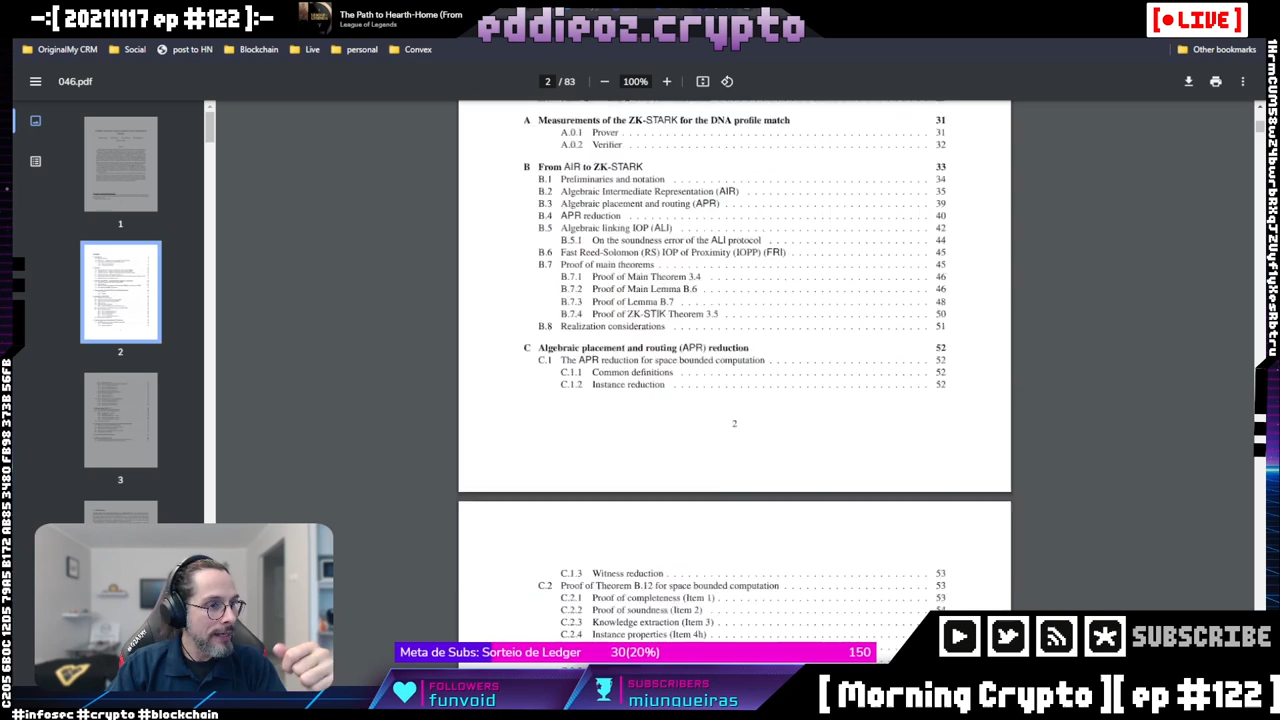 -:[ 20211117 ep #122 ]:-
The Path to Hearth-Home (From
League of Legends
eddieoz.crypto
[ ● LIVE ]
OriginalMy CRM
Social
post to HN
Blockchain
Live
personal
Convex
Other bookmarks
046.pdf
2 / 83
100%
A Measurements of the ZK-STARK for the DNA profile match 31
A.0.1 Prover 31
A.0.2 Verifier 32
B From AIR to ZK-STARK 33
B.1 Preliminaries and notation 34
B.2 Algebraic Intermediate Representation (AIR) 35
B.3 Algebraic placement and routing (APR) 39
B.4 APR reduction 40
B.5 Algebraic linking IOP (ALI) 42
B.5.1 On the soundness error of the ALI protocol 44
B.6 Fast Reed-Solomon (RS) IOP of Proximity (IOPP) (FRI) 45
B.7 Proof of main theorems 45
B.7.1 Proof of Main Theorem 3.4 46
B.7.2 Proof of Main Lemma B.6 46
B.7.3 Proof of Lemma B.7 48
B.7.4 Proof of ZK-STIK Theorem 3.5 50
B.8 Realization considerations 51
C Algebraic placement and routing (APR) reduction 52
C.1 The APR reduction for space bounded computation 52
C.1.1 Common definitions 52
C.1.2 Instance reduction 52
2
C.1.3 Witness reduction 53
C.2 Proof of Theorem B.12 for space bounded computation 53
C.2.1 Proof of completeness (Item 1) 53
C.2.2 Proof of soundness (Item 2) 54
C.2.3 Knowledge extraction (Item 3)
C.2.4 Instance properties (Item 4h)
1
2
3
Meta de Subs: Sorteio de Ledger
30(20%)
150
FOLLOWERS
funvoid
SUBSCRIBERS
mjunqueiras
SUBSCRIBE
[ Morning Crypto ][ ep #122 ]
#crypto #blockchain